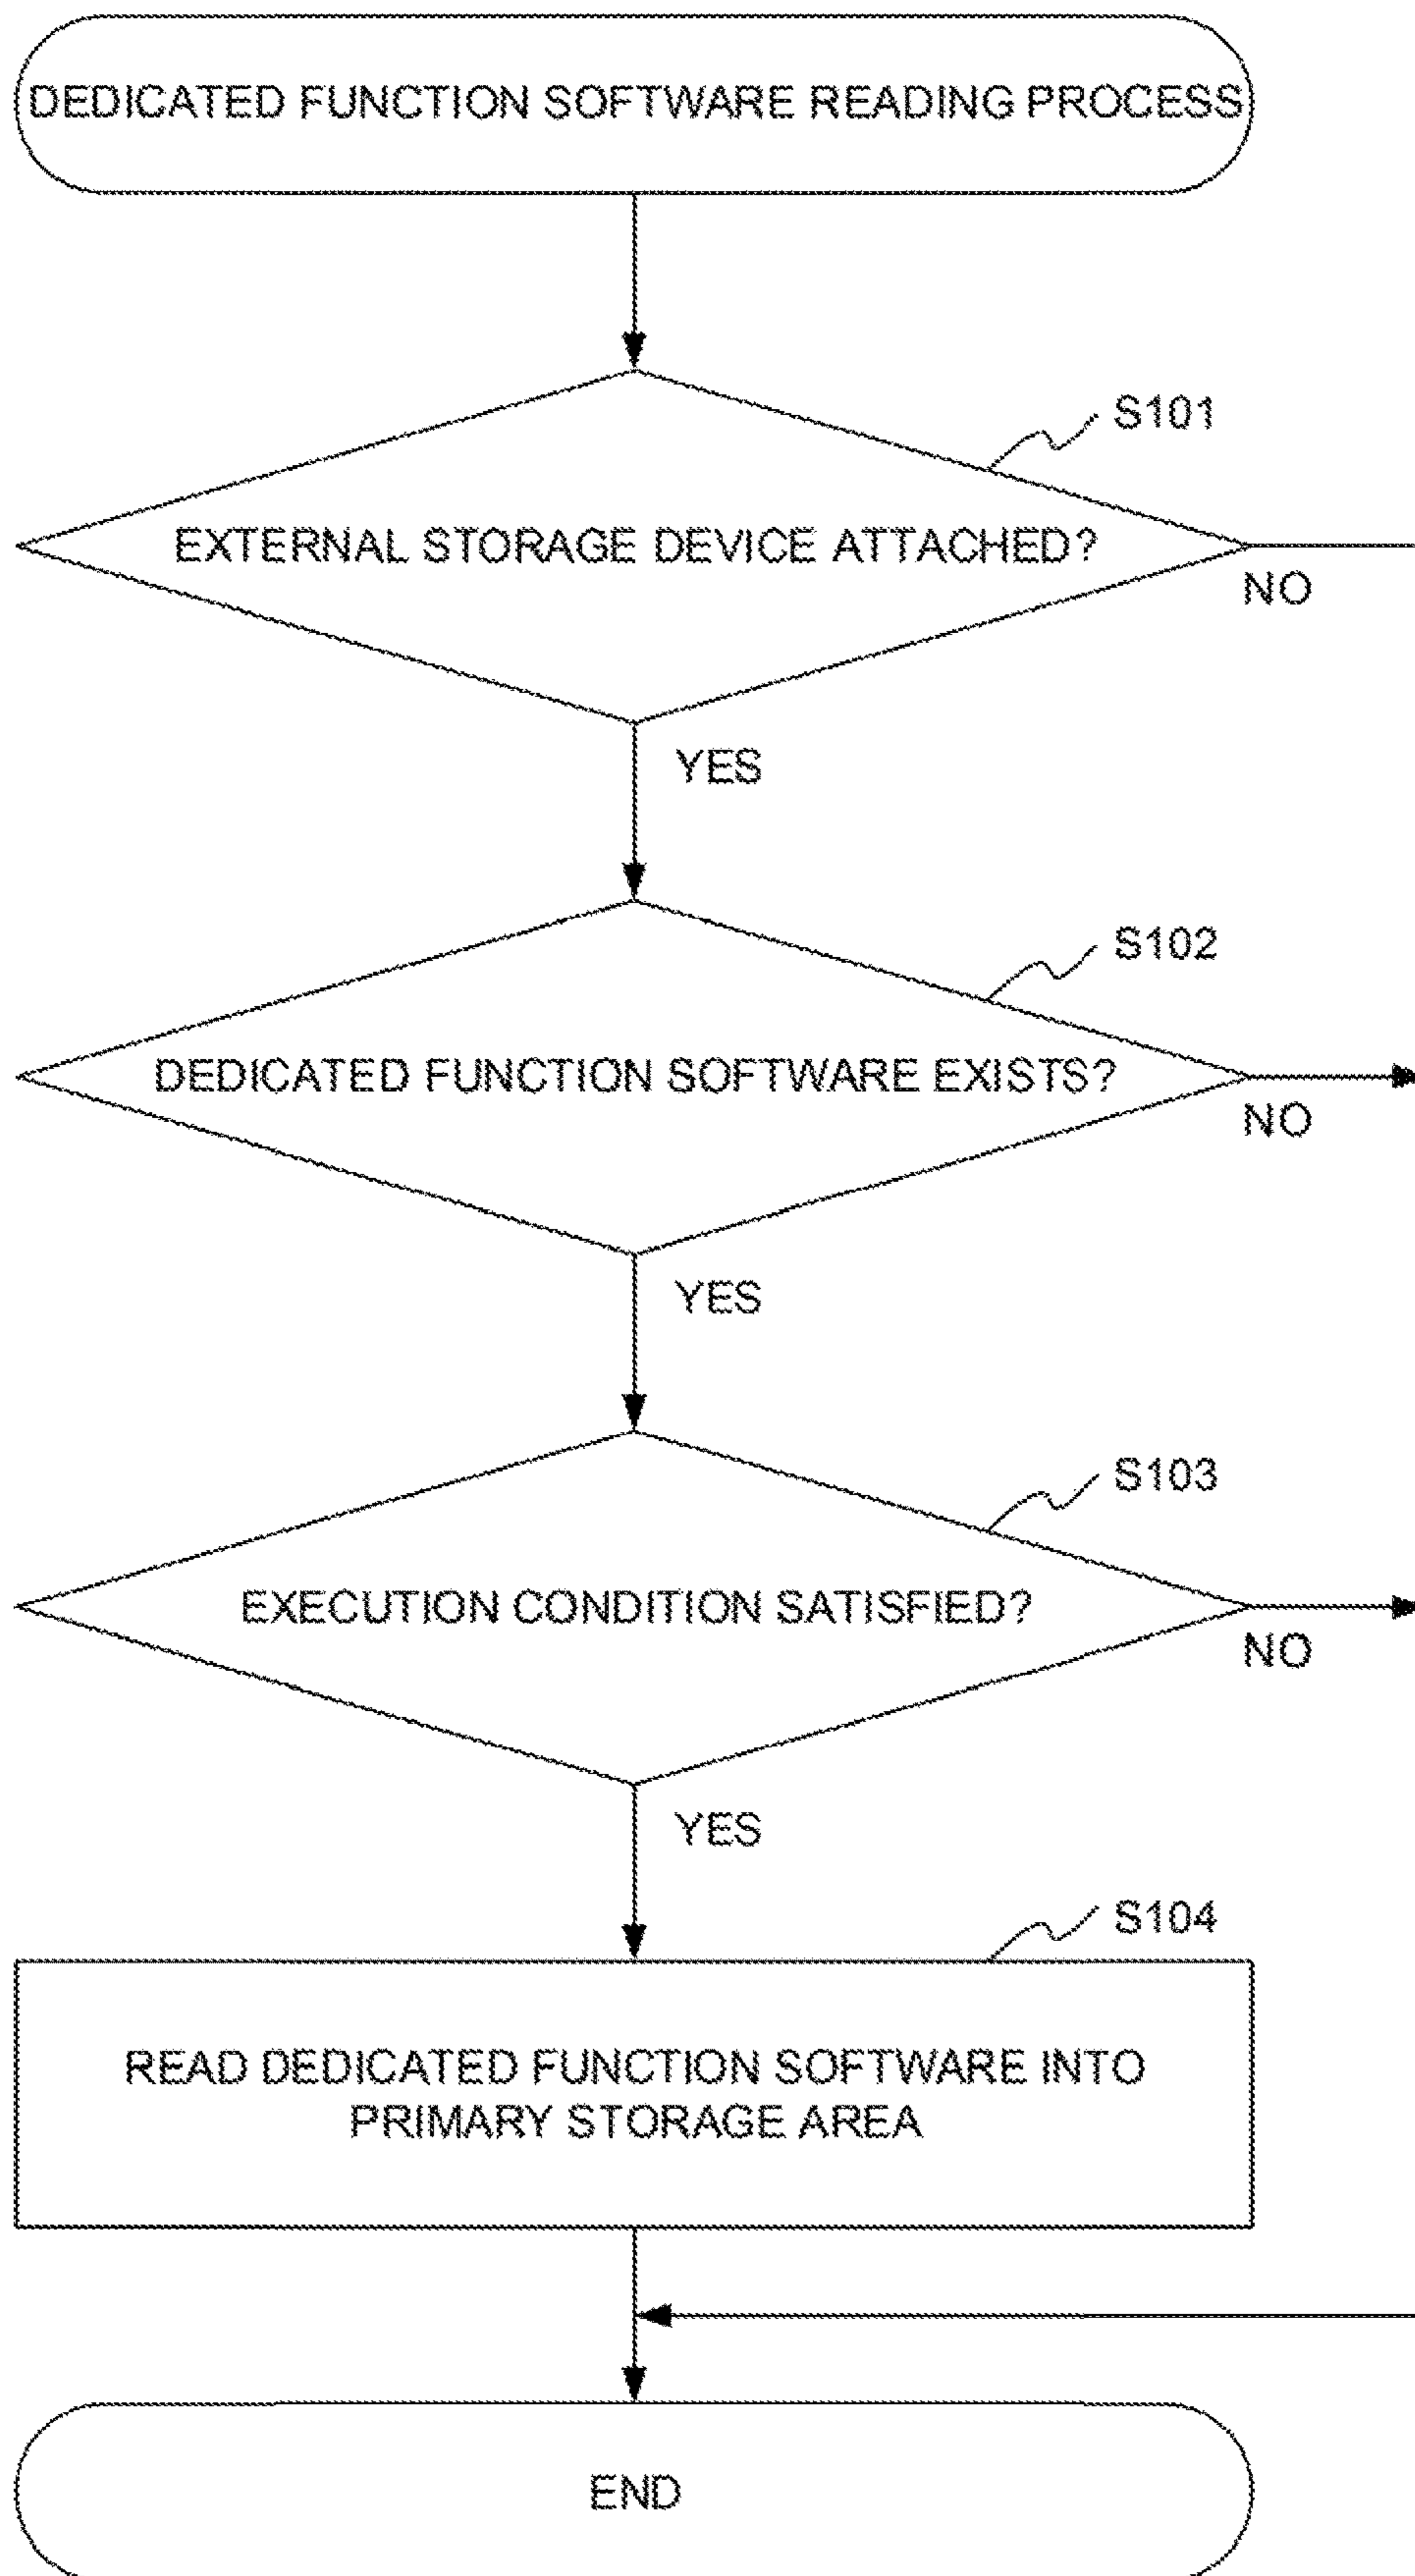 DEDICATED FUNCTION SOFTWARE READING PROCESS
S101
EXTERNAL STORAGE DEVICE ATTACHED?
NO
YES
S102
DEDICATED FUNCTION SOFTWARE EXISTS?
NO
YES
S103
EXECUTION CONDITION SATISFIED?
NO
YES
S104
READ DEDICATED FUNCTION SOFTWARE INTO
PRIMARY STORAGE AREA
END